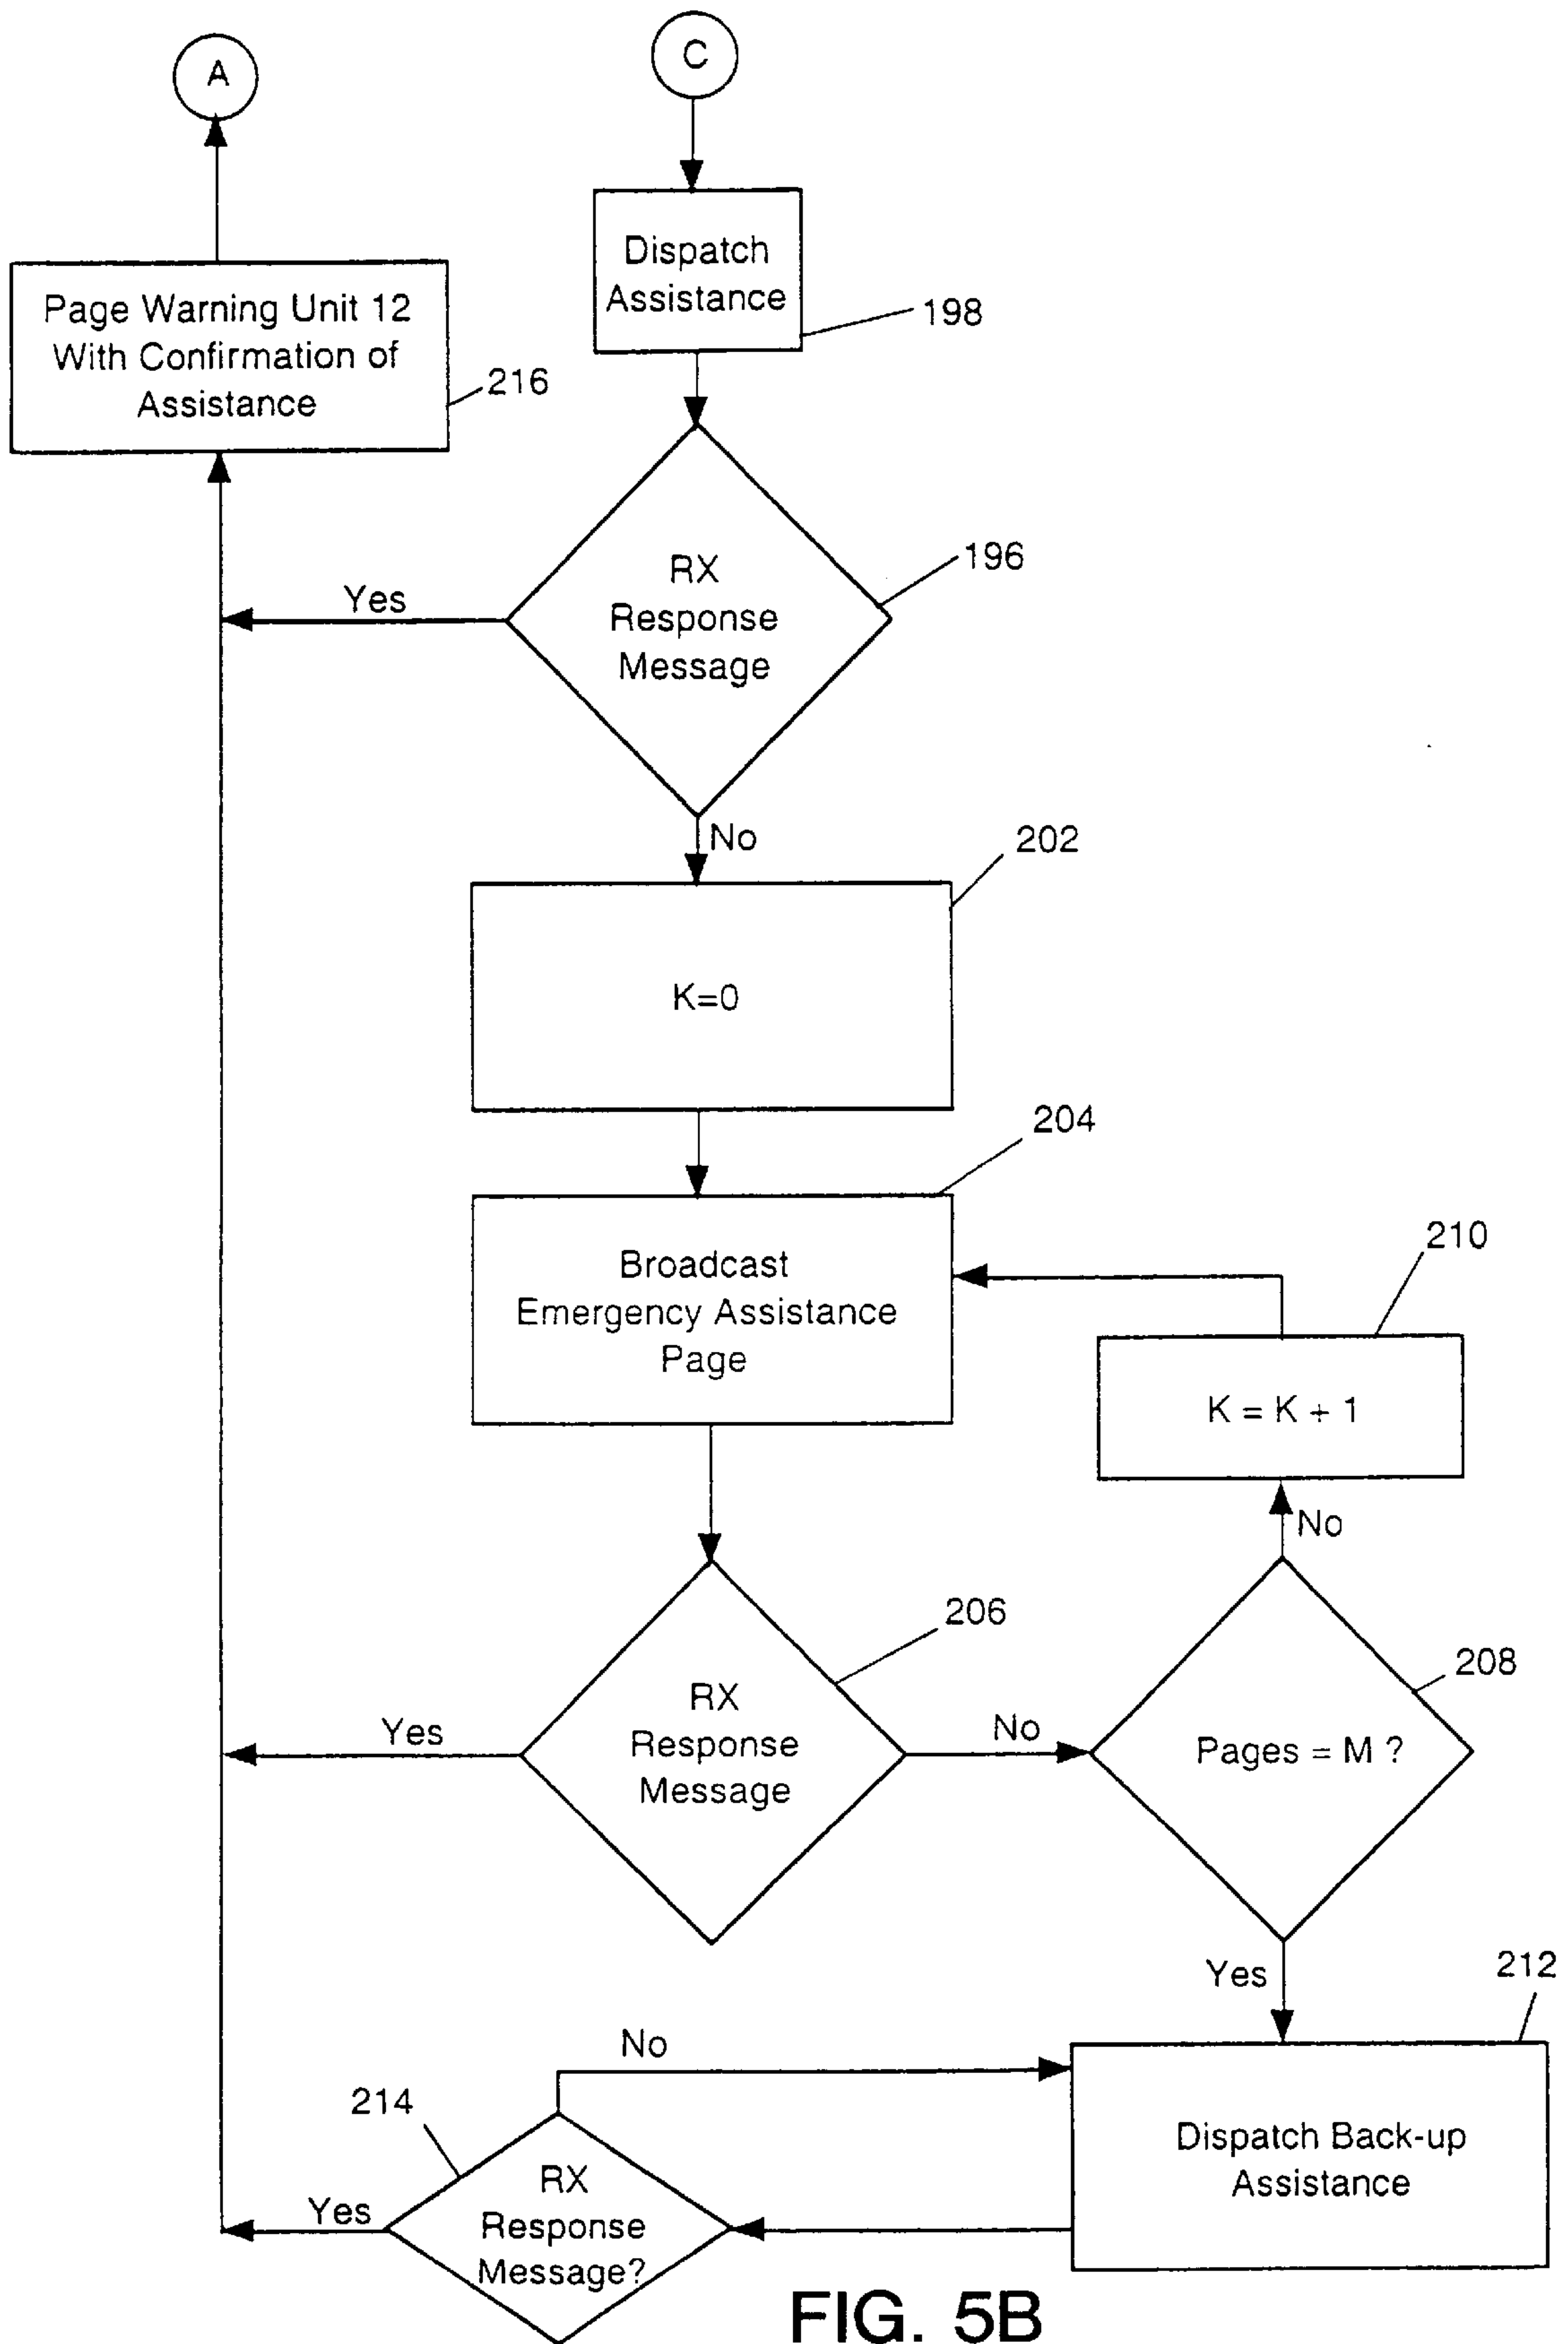 A
C
Dispatch
Assistance
198
Page Warning Unit 12
With Confirmation of
Assistance
216
RX
Response
Message
196
Yes
No
202
K=0
204
Broadcast
Emergency Assistance
Page
210
K = K + 1
No
206
RX
Response
Message
Yes
No
208
Pages = M ?
Yes
212
No
214
Dispatch Back-up
Assistance
RX
Response
Message?
Yes
FIG. 5B